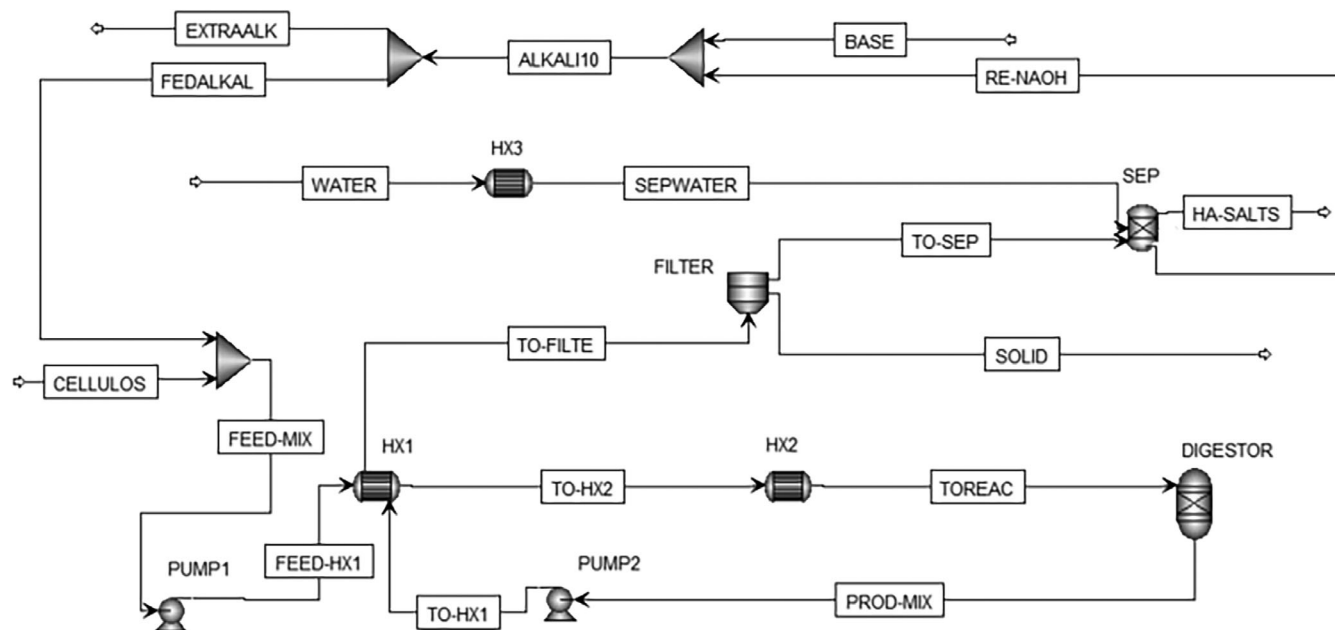 EXTRAALK
ALKALI10
BASE
FEDALKAL
RE-NAOH
HX3
WATER
SEPWATER
SEP
HA-SALTS
TO-SEP
FILTER
TO-FILTE
SOLID
CELLULOS
FEED-MIX
HX1
HX2
DIGESTOR
TO-HX2
TOREAC
FEED-HX1
PUMP1
PUMP2
TO-HX1
PROD-MIX